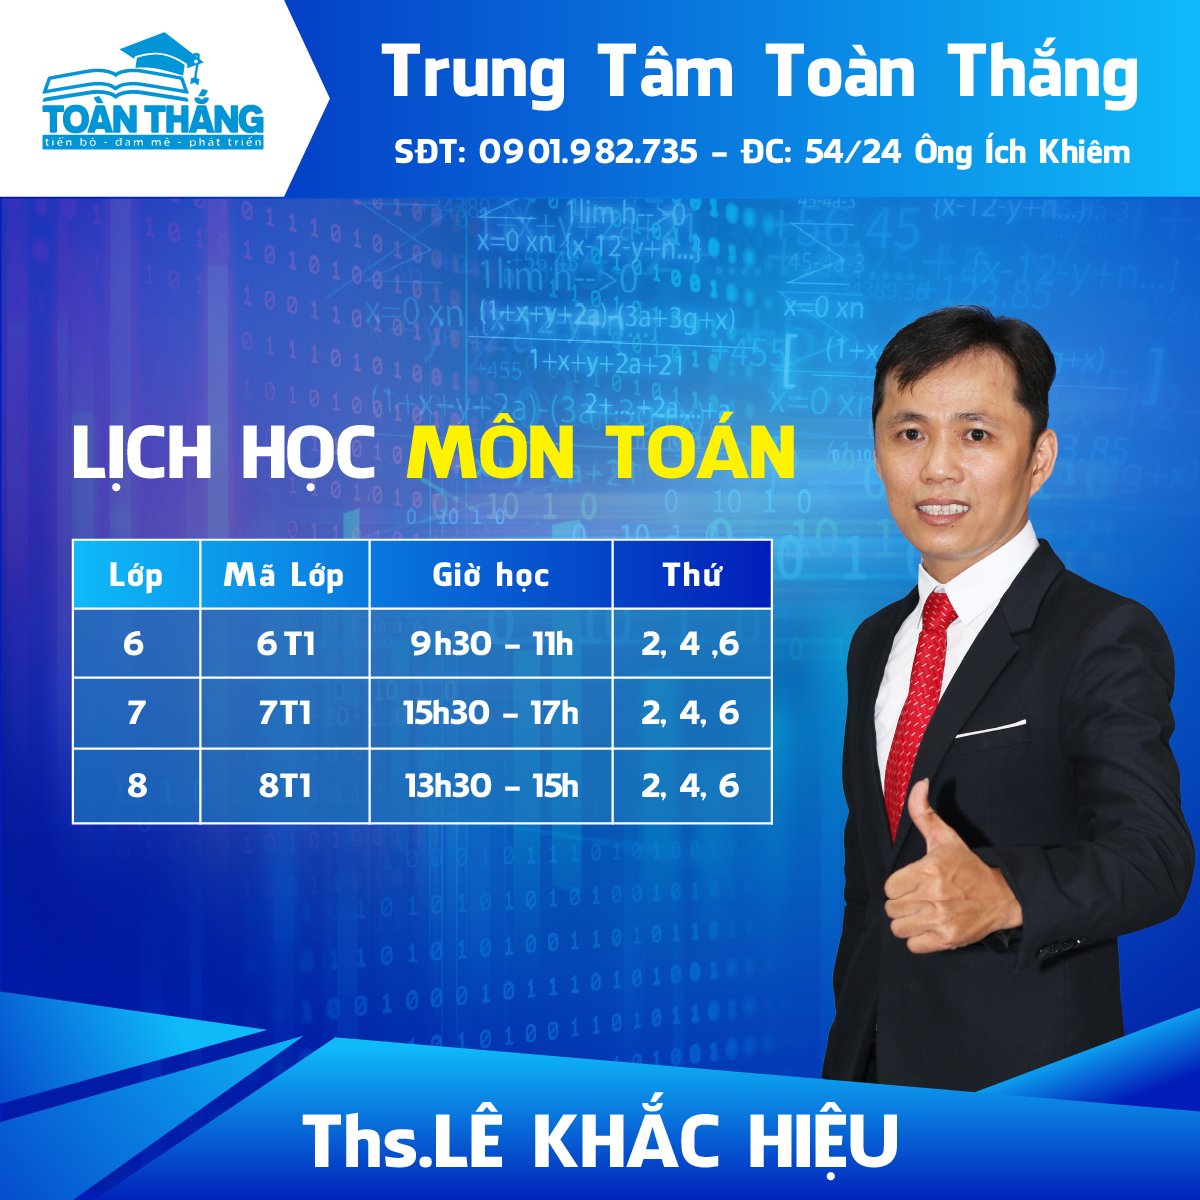 TOÀN THẮNG
tiến bộ - đam mê - phát triển
Trung Tâm Toàn Thắng
SĐT: 0901.982.735 - ĐC: 54/24 Ông Ích Khiêm
LỊCH HỌC MÔN TOÁN
Lớp Mã Lớp Giờ học Thứ
6 6T1 9h30 - 11h 2, 4 ,6
7 7T1 15h30 - 17h 2, 4, 6
8 8T1 13h30 - 15h 2, 4, 6
Ths.LÊ KHẮC HIỆU